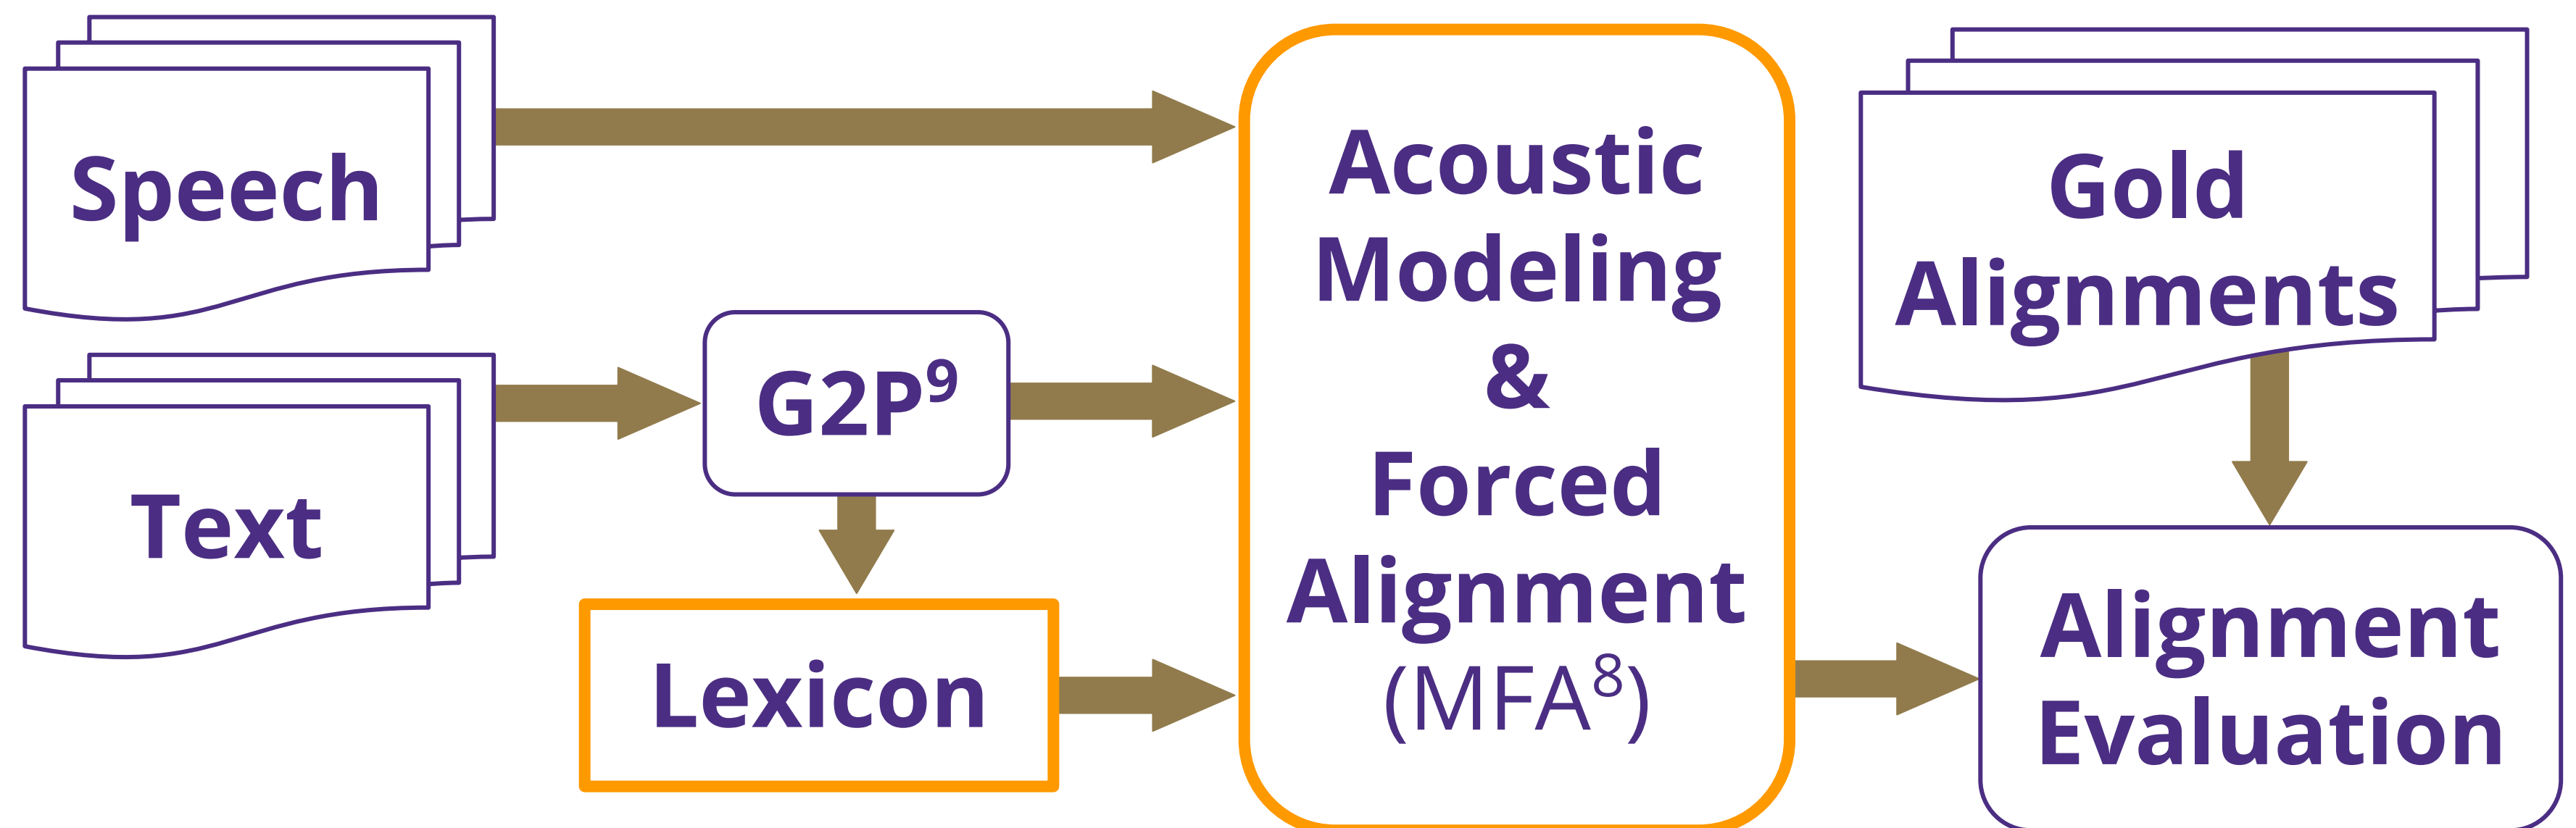 Speech
Text
G2P⁹
Lexicon
Acoustic
Modeling
&
Forced
Alignment
(MFA⁸)
Gold
Alignments
Alignment
Evaluation